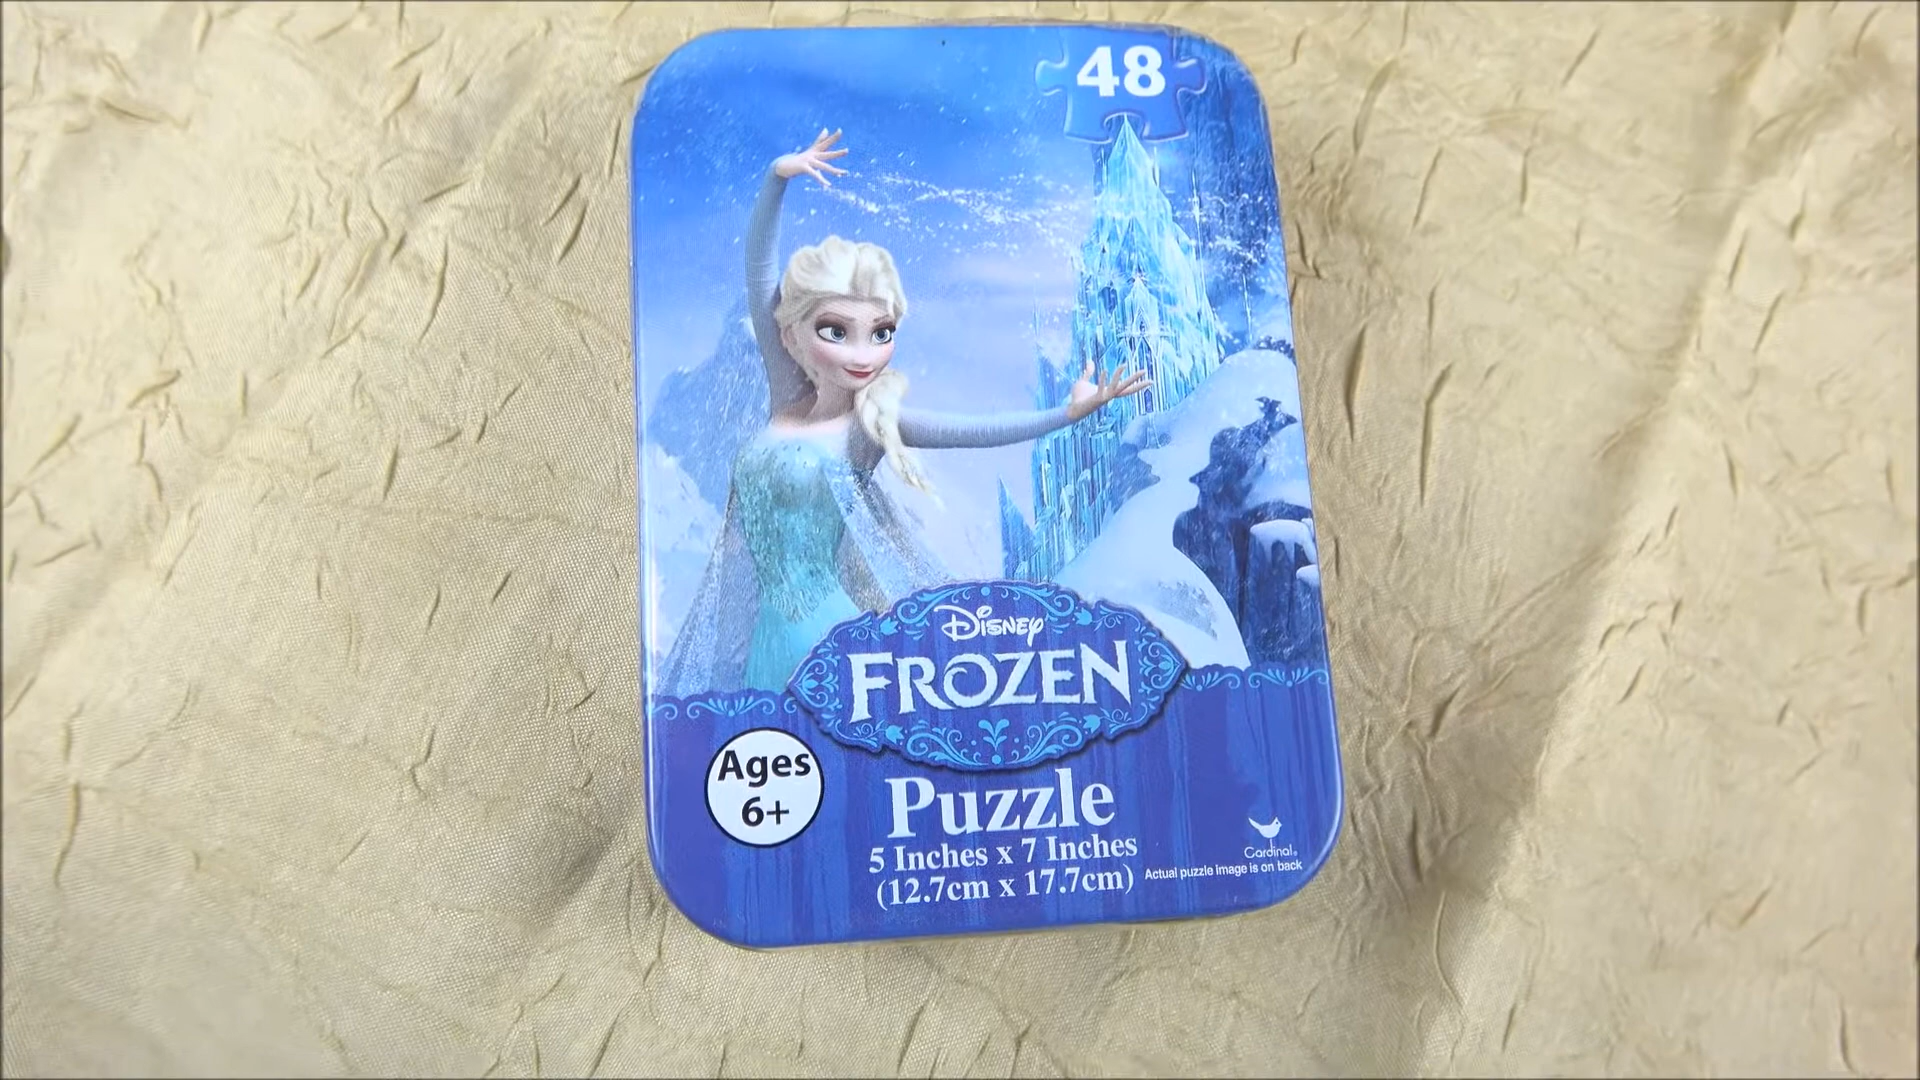 48
Disney
FROZEN
Ages
6+
Puzzle
5 Inches x 7 Inches
(12.7cm x 17.7cm)
Cardinal®
Actual puzzle image is on back